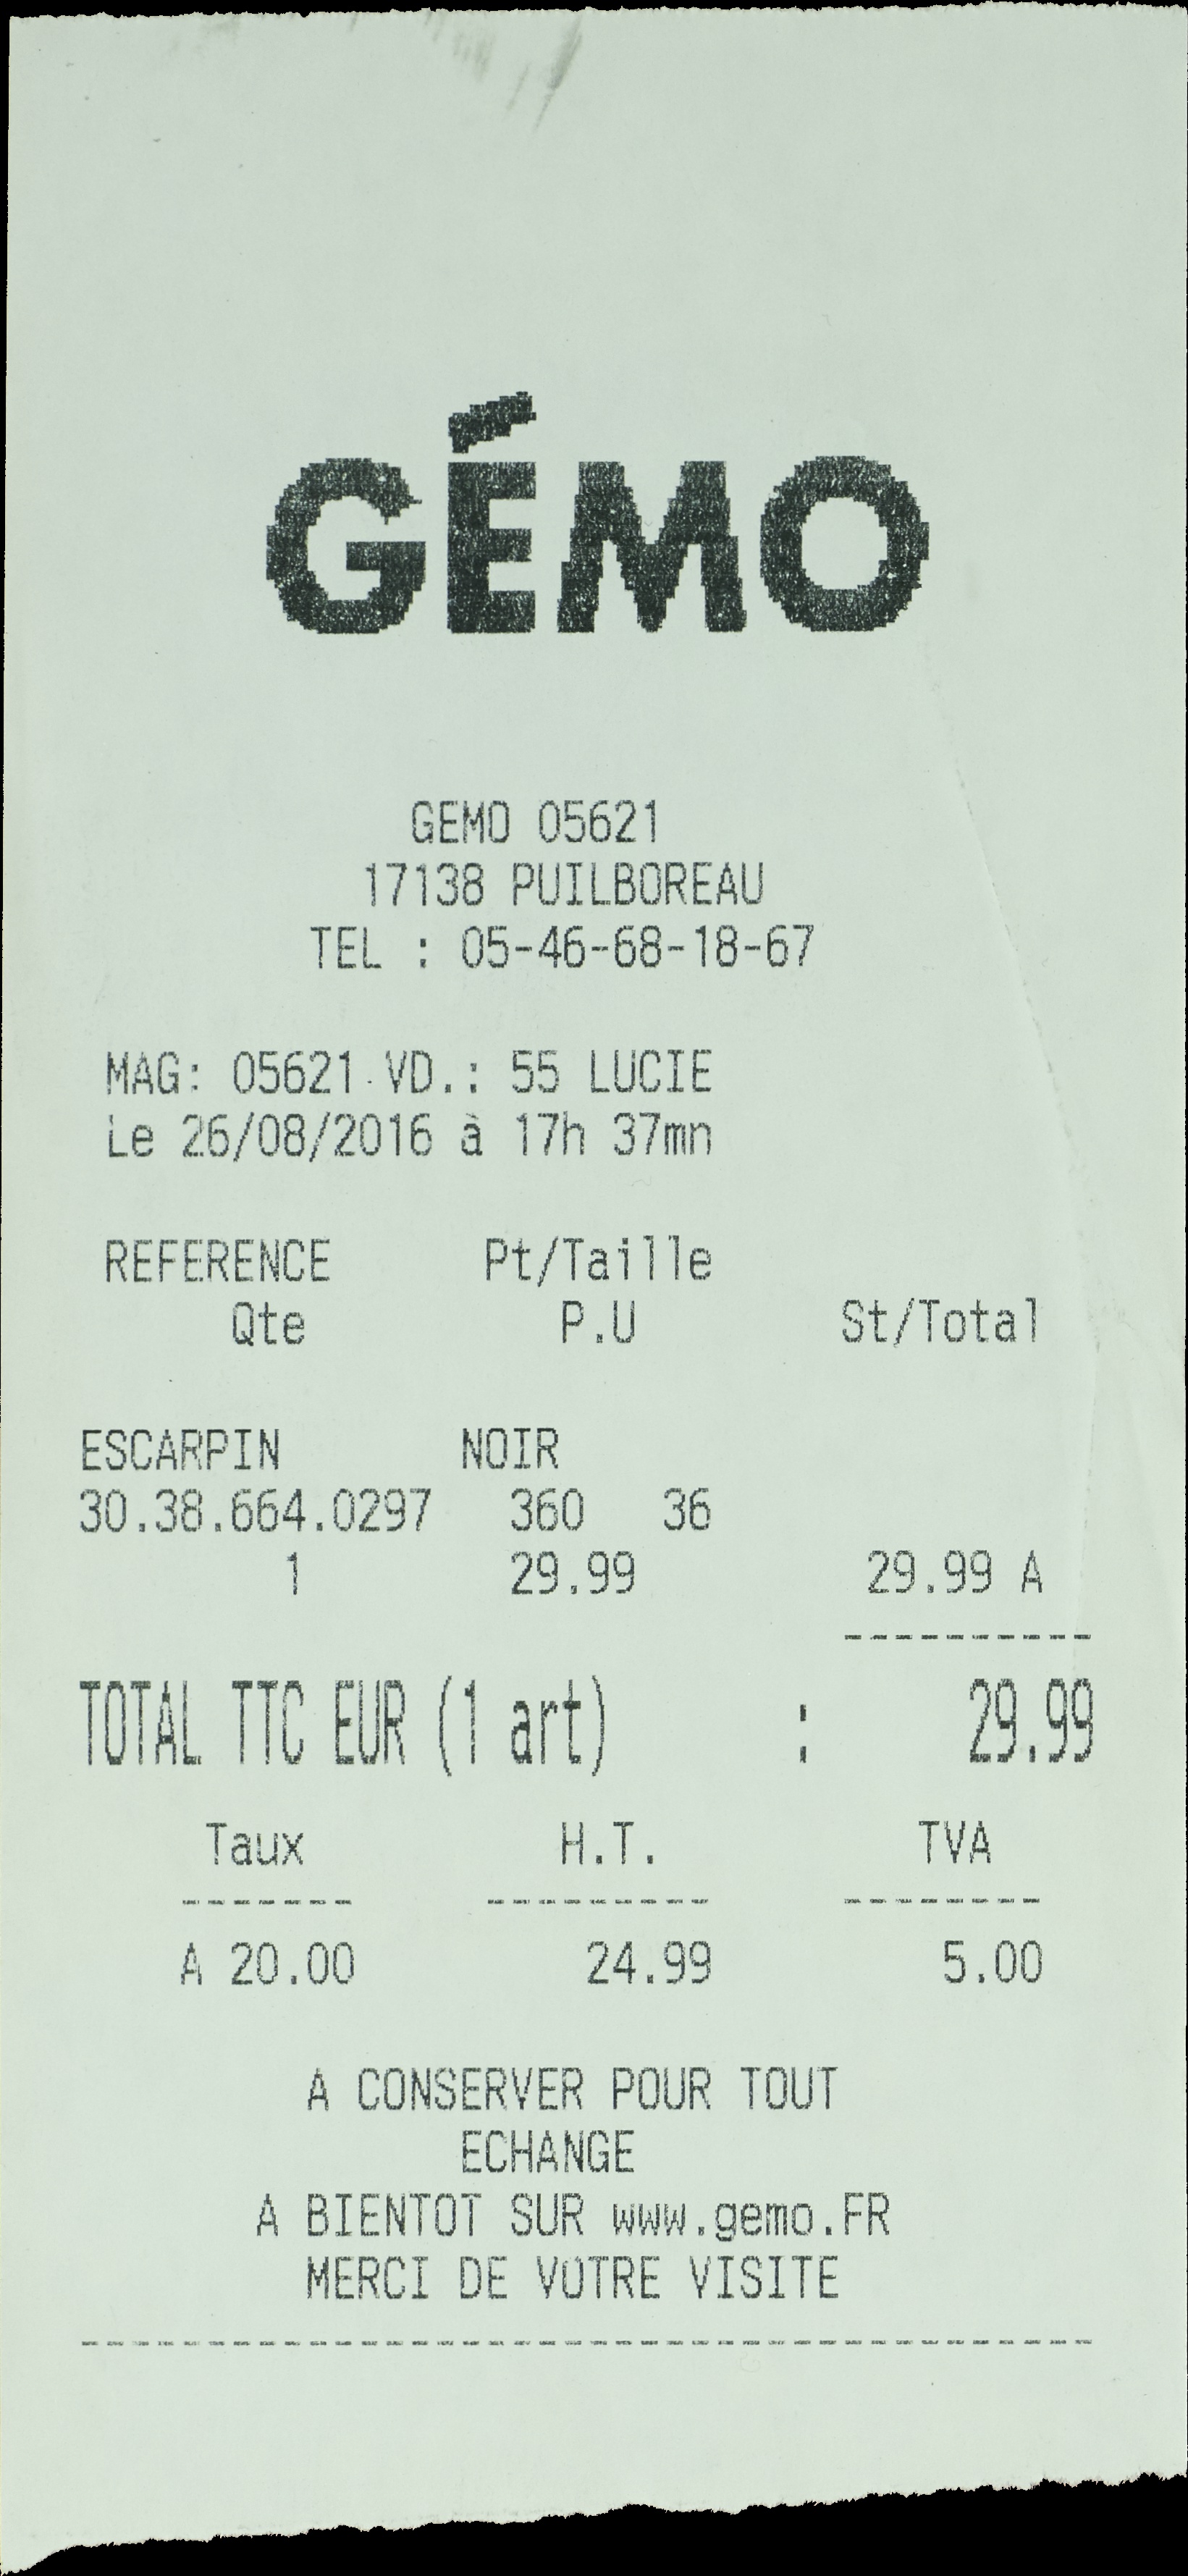 GÉMO
GEMO 05621
17138 PUILBOREAU
TEL : 05-46-68-18-67
MAG: 05621 VD.: 55 LUCIE
Le 26/08/2016 à 17h 37mn
REFERENCE Pt/Taille
Qte P.U St/Total
ESCARPIN NOIR
30.38.664.0297 360 36
1 29.99 29.99 A
----------
TOTAL TTC EUR (1 art) : 29.99
Taux H.T. TVA
------- --------- --------
A 20.00 24.99 5.00
A CONSERVER POUR TOUT
ECHANGE
A BIENTOT SUR www.gemo.FR
MERCI DE VOTRE VISITE
----------------------------------------